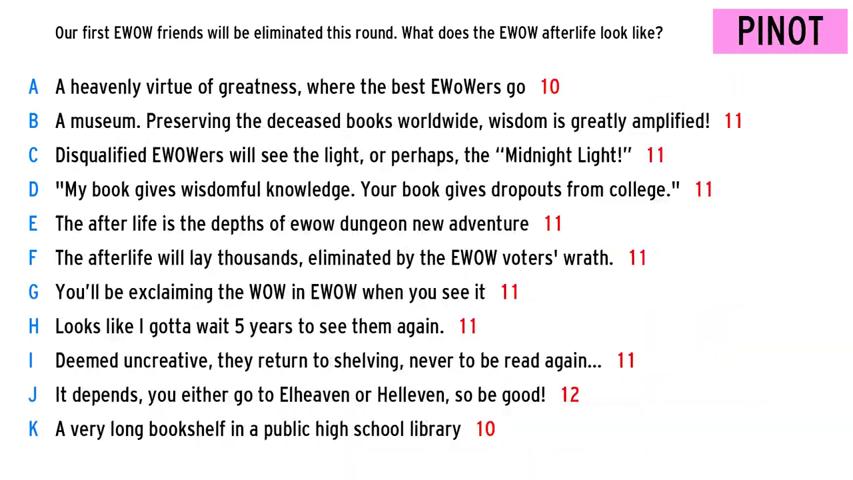 Our first EWOW friends will be eliminated this round. What does the EWOW afterlife look like?
PINOT
A A heavenly virtue of greatness, where the best EWoWers go 10
B A museum. Preserving the deceased books worldwide, wisdom is greatly amplified! 11
C Disqualified EWOWers will see the light, or perhaps, the “Midnight Light!” 11
D "My book gives wisdomful knowledge. Your book gives dropouts from college." 11
E The after life is the depths of ewow dungeon new adventure 11
F The afterlife will lay thousands, eliminated by the EWOW voters' wrath. 11
G You’ll be exclaiming the WOW in EWOW when you see it 11
H Looks like I gotta wait 5 years to see them again. 11
I Deemed uncreative, they return to shelving, never to be read again... 11
J It depends, you either go to Elheaven or Helleven, so be good! 12
K A very long bookshelf in a public high school library 10